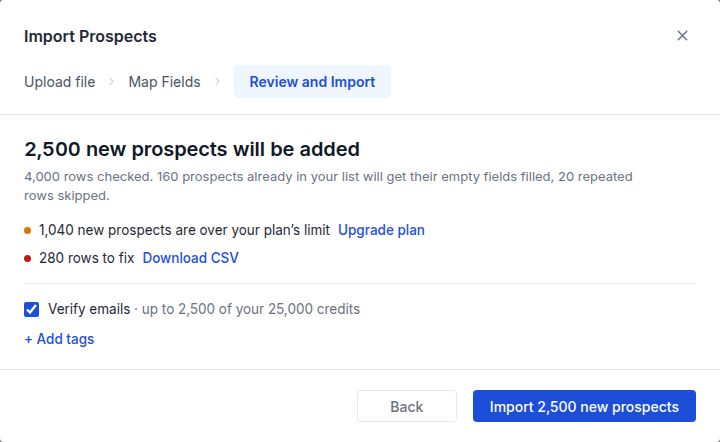 Import Prospects
Upload file
Map Fields
Review and Import
2,500 new prospects will be added
4,000 rows checked. 160 prospects already in your list will get their empty fields filled, 20 repeated
rows skipped.
1,040 new prospects are over your plan's limit Upgrade plan
280 rows to fix Download CSV
Verify emails · up to 2,500 of your 25,000 credits
+ Add tags
Back
Import 2,500 new prospects